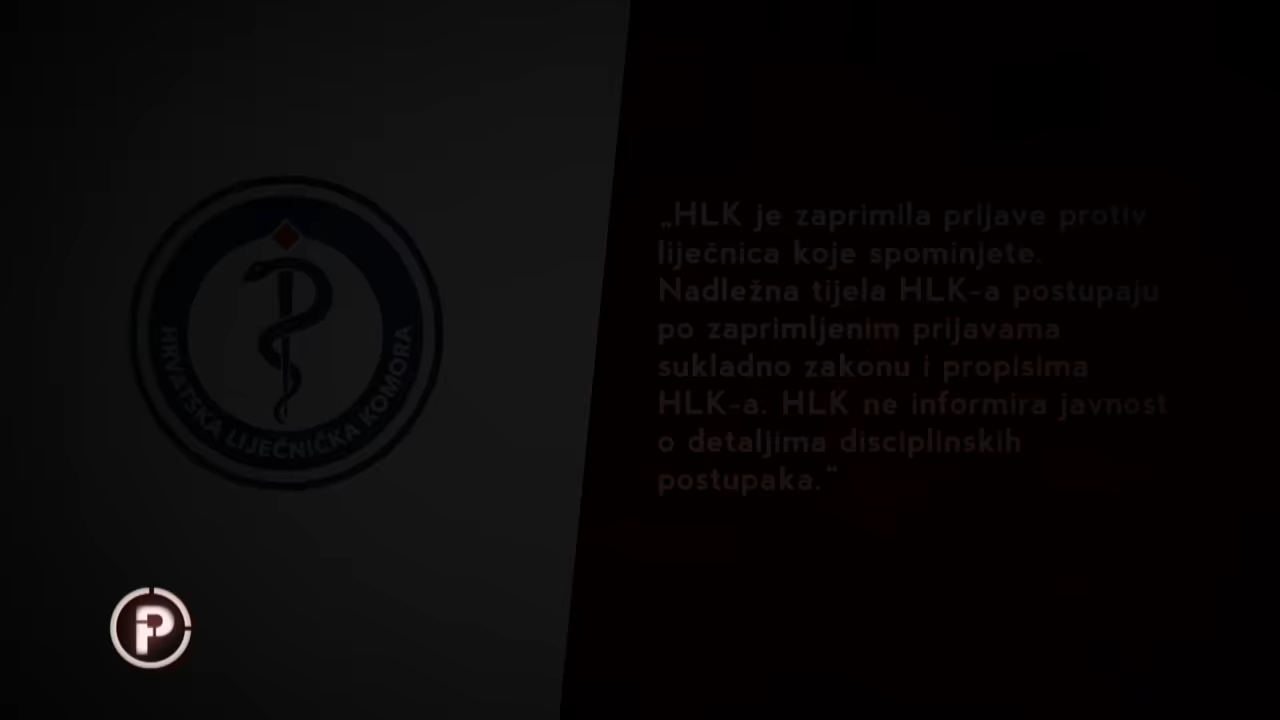 HRVATSKA LIJEČNIČKA KOMORA
„HLK je zaprimila prijave protiv
liječnica koje spominjete.
Nadležna tijela HLK-a postupaju
po zaprimljenim prijavama
sukladno zakonu i propisima
HLK-a. HLK ne informira javnost
o detaljima disciplinskih
postupaka.“
P